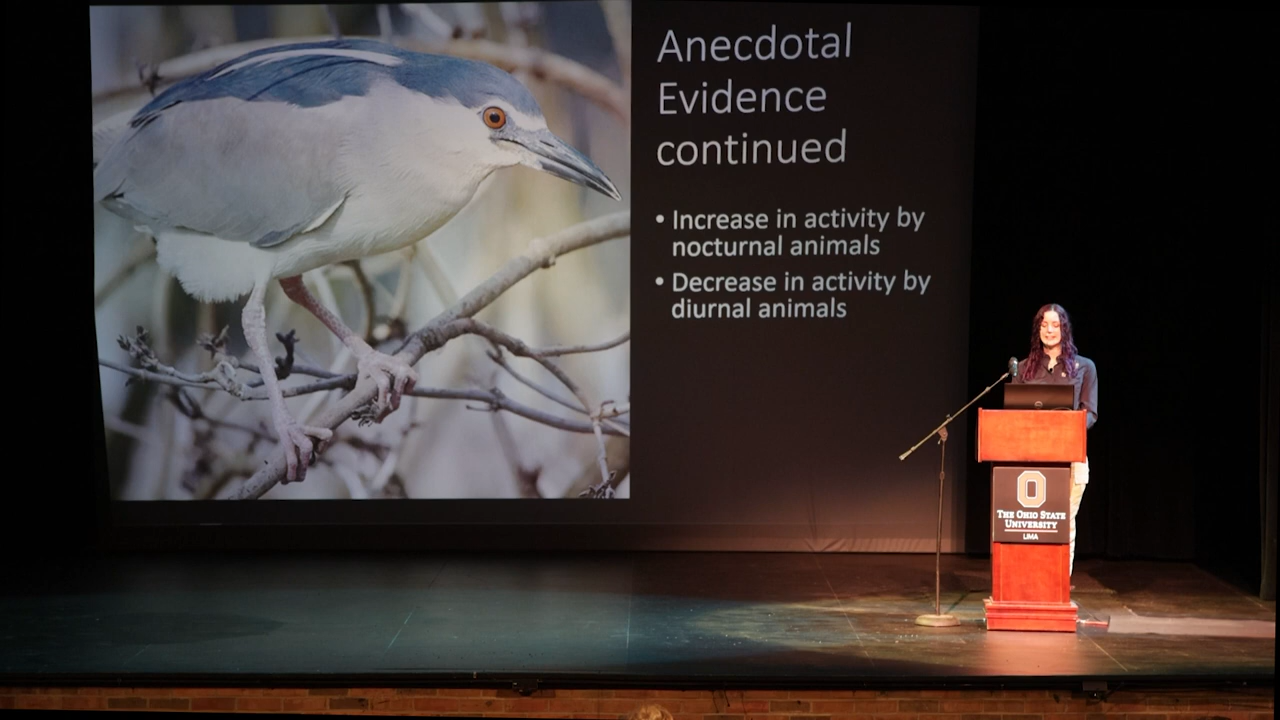 Anecdotal
Evidence
continued
• Increase in activity by
nocturnal animals
• Decrease in activity by
diurnal animals
O
THE OHIO STATE
UNIVERSITY
LIMA